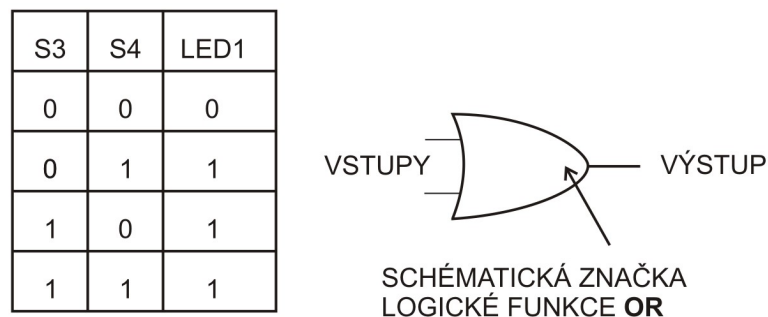 S3 S4 LED1
0 0 0
0 1 1
1 0 1
1 1 1
VSTUPY
VÝSTUP
SCHÉMATICKÁ ZNAČKA
LOGICKÉ FUNKCE OR